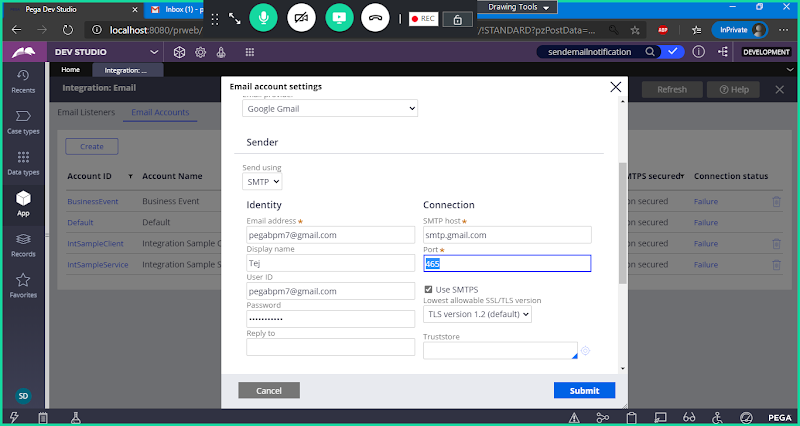 Pega Dev Studio
Inbox (1) - p
Drawing Tools
REC
localhost:8080/prweb/
/!STANDARD?pzPostData=...
ABP
InPrivate
DEV STUDIO
sendemailnotification
DEVELOPMENT
Home
Integration: ...
Recents
Case types
Data types
App
Records
Favorites
SD
Integration: Email
Refresh
Help
Email Listeners
Email Accounts
Create
Account ID
Account Name
MTPS secured
Connection status
BusinessEvent
Business Event
on secured
Failure
Default
Default
on secured
Failure
IntSampleClient
Integration Sample C
on secured
Failure
IntSampleService
Integration Sample S
on secured
Failure
Email account settings
Google Gmail
Sender
Send using
SMTP
Identity
Connection
Email address
SMTP host
pegabpm7@gmail.com
smtp.gmail.com
Display name
Port
Tej
465
User ID
pegabpm7@gmail.com
Use SMTPS
Password
Lowest allowable SSL/TLS version
•••••••••••
TLS version 1.2 (default)
Reply to
Truststore
Cancel
Submit
PEGA